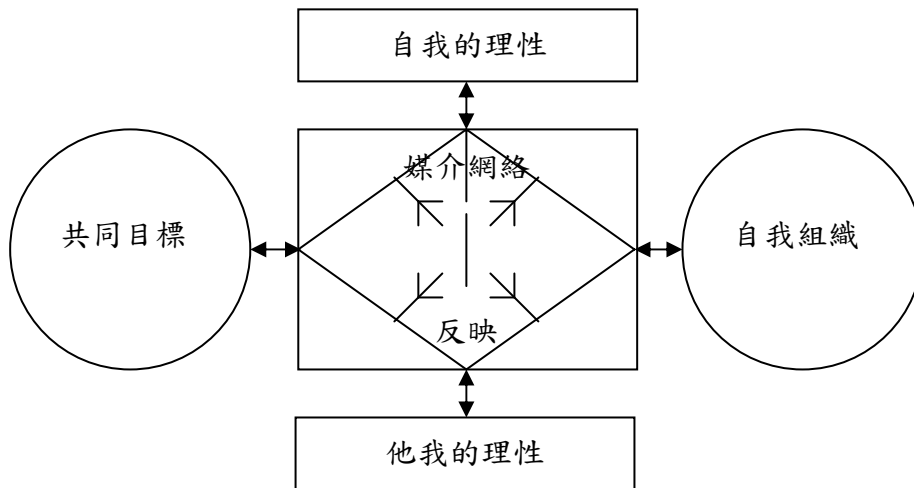 自我的理性
媒介網絡
共同目標
自我組織
反映
他我的理性